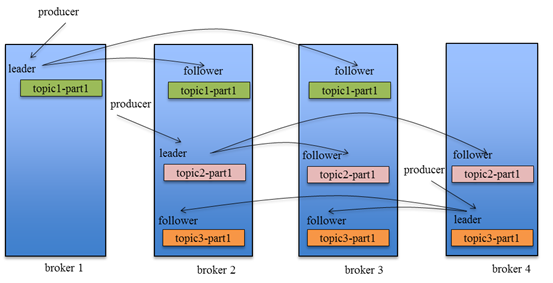 producer
leader
follower
follower
topic1-part1
topic1-part1
topic1-part1
producer
leader
follower
follower
topic2-part1
topic2-part1
topic2-part1
producer
follower
follower
leader
topic3-part1
topic3-part1
topic3-part1
broker 1
broker 2
broker 3
broker 4